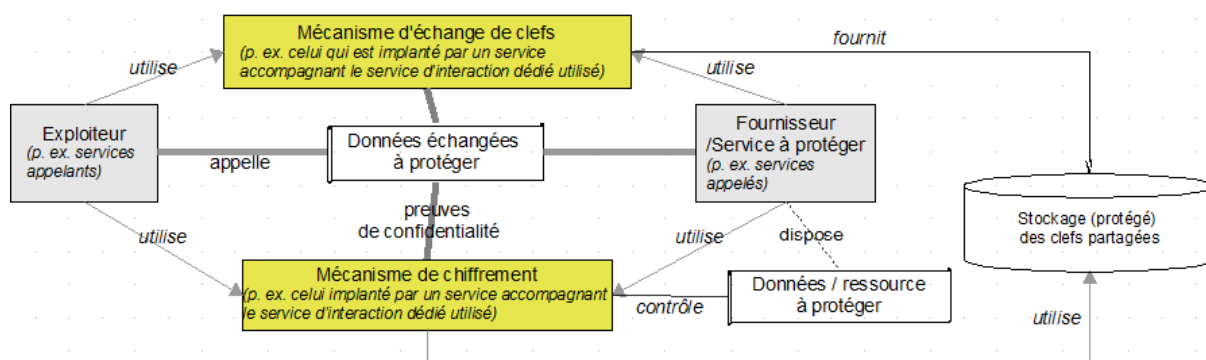 Mécanisme d'échange de clefs
(p. ex. celui qui est implanté par un service
accompagnant le service d'interaction dédié utilisé)
fournit
utilise
utilise
Exploiteur
(p. ex. services
appelants)
appelle
Données échangées
à protéger
Fournisseur
/Service à protéger
(p. ex. services
appelés)
Stockage (protégé)
des clefs partagées
preuves
de confidentialité
utilise
utilise
dispose
Mécanisme de chiffrement
(p. ex. celui implanté par un service accompagnant
le service d'interaction dédié utilisé)
contrôle
Données / ressource
à protéger
utilise